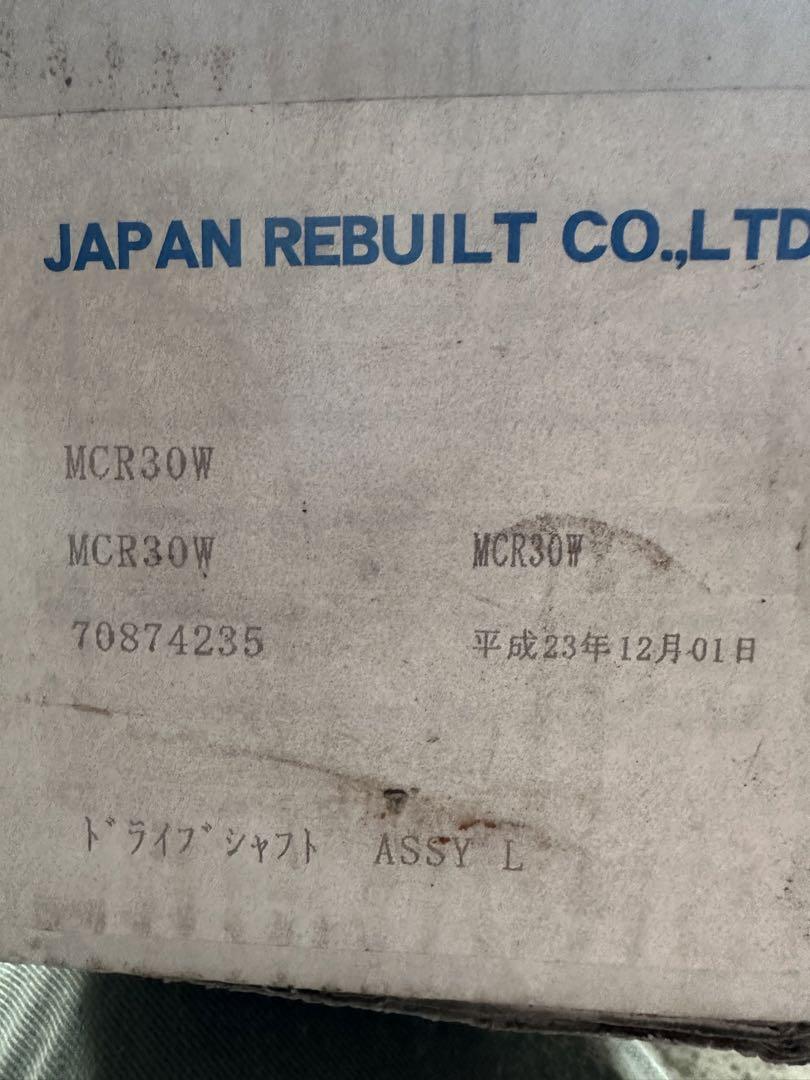 JAPAN REBUILT CO.,LTD
MCR30W
MCR30W MCR30W
70874235 平成23年12月01日
ﾄﾞﾗｲﾌﾞｼｬﾌﾄ ASSY L